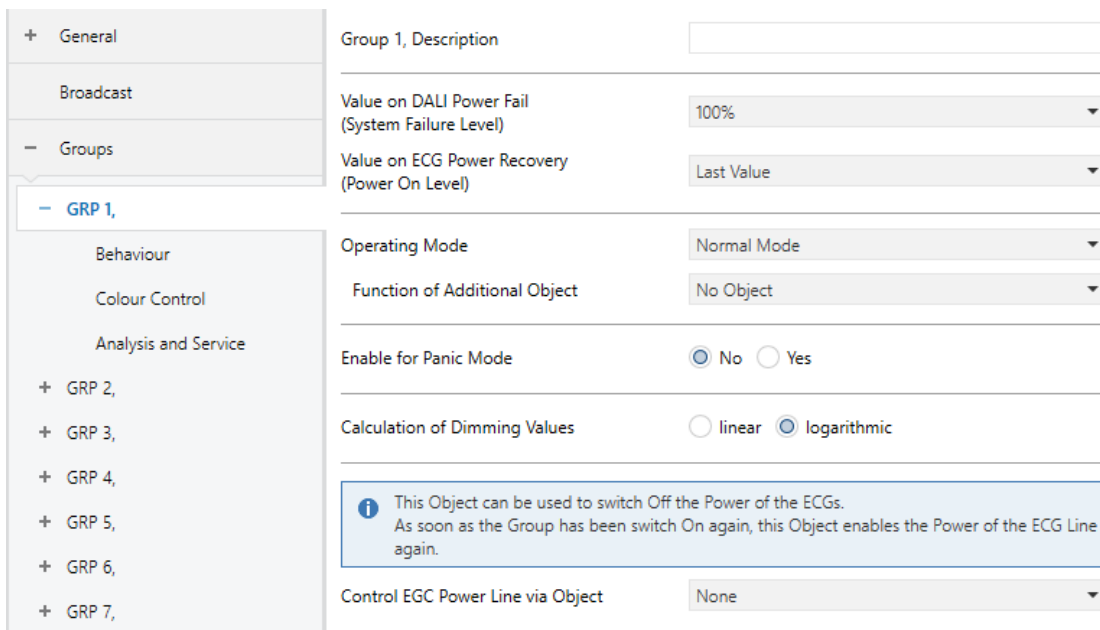 General
Broadcast
Groups
GRP 1,
Behaviour
Colour Control
Analysis and Service
GRP 2,
GRP 3,
GRP 4,
GRP 5,
GRP 6,
GRP 7,
Group 1, Description
Value on DALI Power Fail
(System Failure Level)
100%
Value on ECG Power Recovery
(Power On Level)
Last Value
Operating Mode
Normal Mode
Function of Additional Object
No Object
Enable for Panic Mode
No Yes
Calculation of Dimming Values
linear logarithmic
This Object can be used to switch Off the Power of the ECGs.
As soon as the Group has been switch On again, this Object enables the Power of the ECG Line
again.
Control EGC Power Line via Object
None